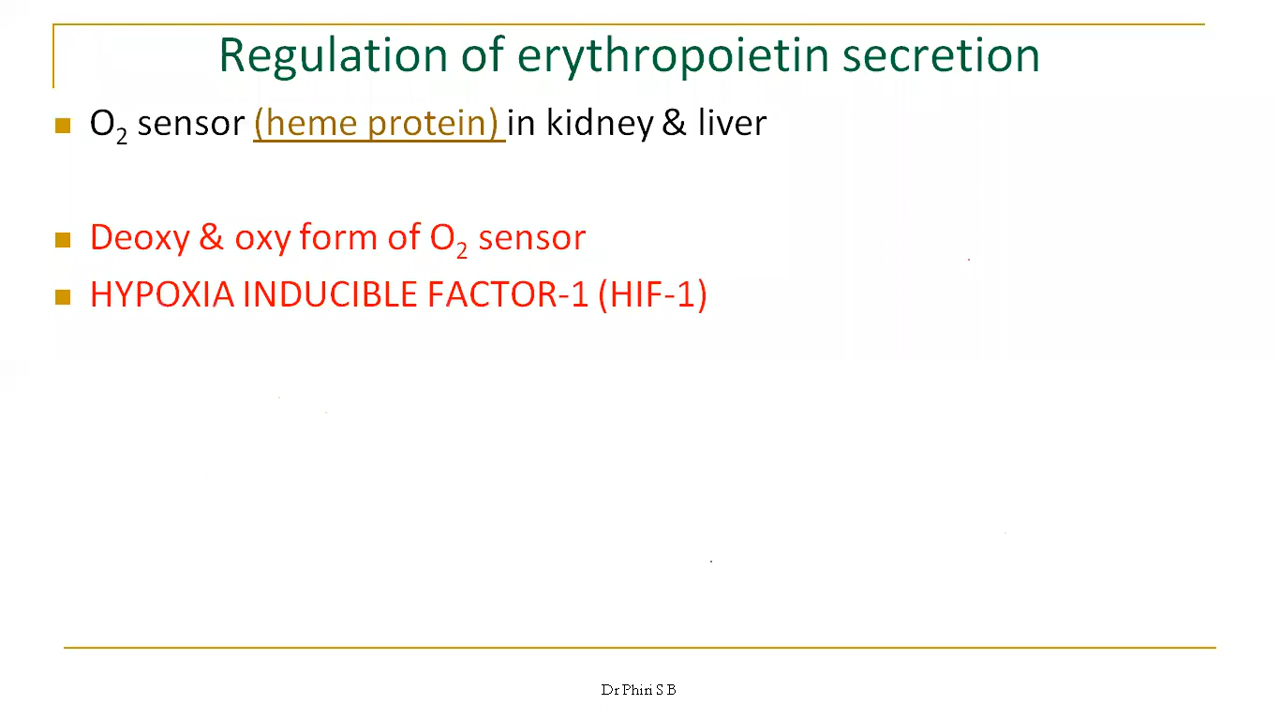 Regulation of erythropoietin secretion
O₂ sensor (heme protein) in kidney & liver
Deoxy & oxy form of O₂ sensor
HYPOXIA INDUCIBLE FACTOR-1 (HIF-1)
Dr Phiri S B